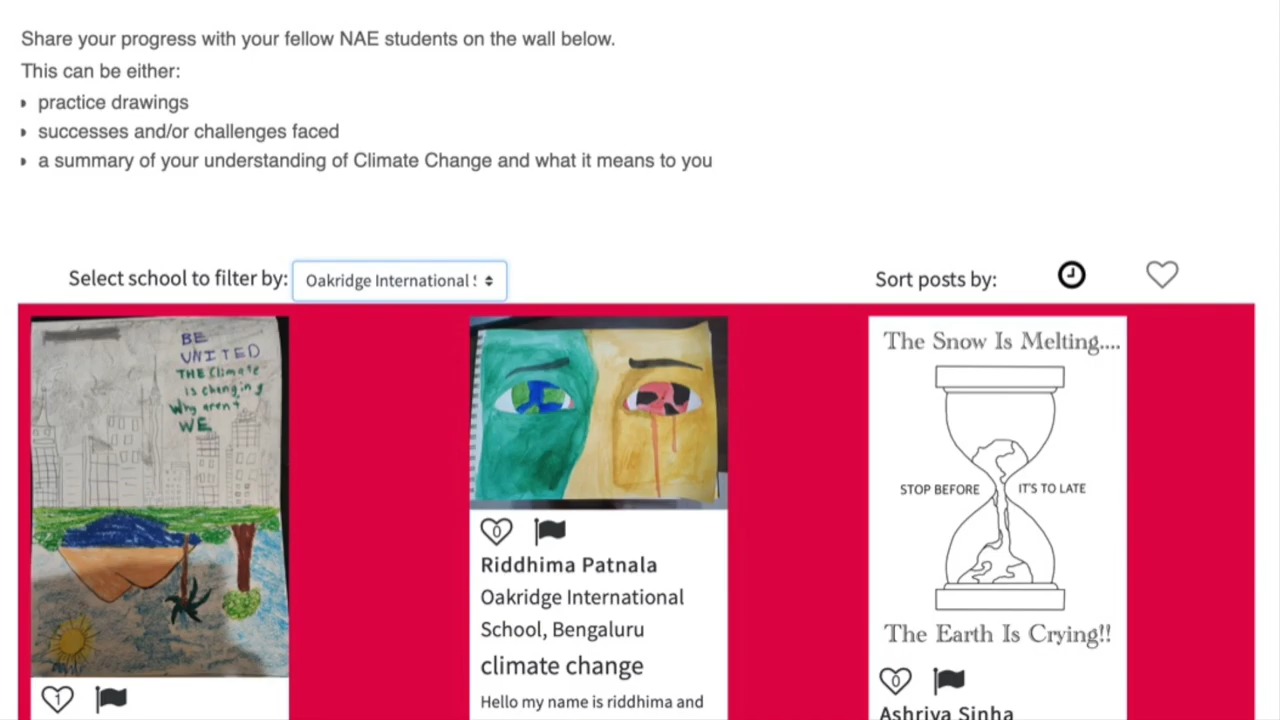 Share your progress with your fellow NAE students on the wall below.
This can be either:
practice drawings
successes and/or challenges faced
a summary of your understanding of Climate Change and what it means to you
Select school to filter by:
Oakridge International
Sort posts by:
BE
UNITED
THE Climate
is changing
Why aren't
WE
1
0
Riddhima Patnala
Oakridge International
School, Bengaluru
climate change
Hello my name is riddhima and
The Snow Is Melting....
STOP BEFORE IT'S TO LATE
The Earth Is Crying!!
0
Ashriya Sinha